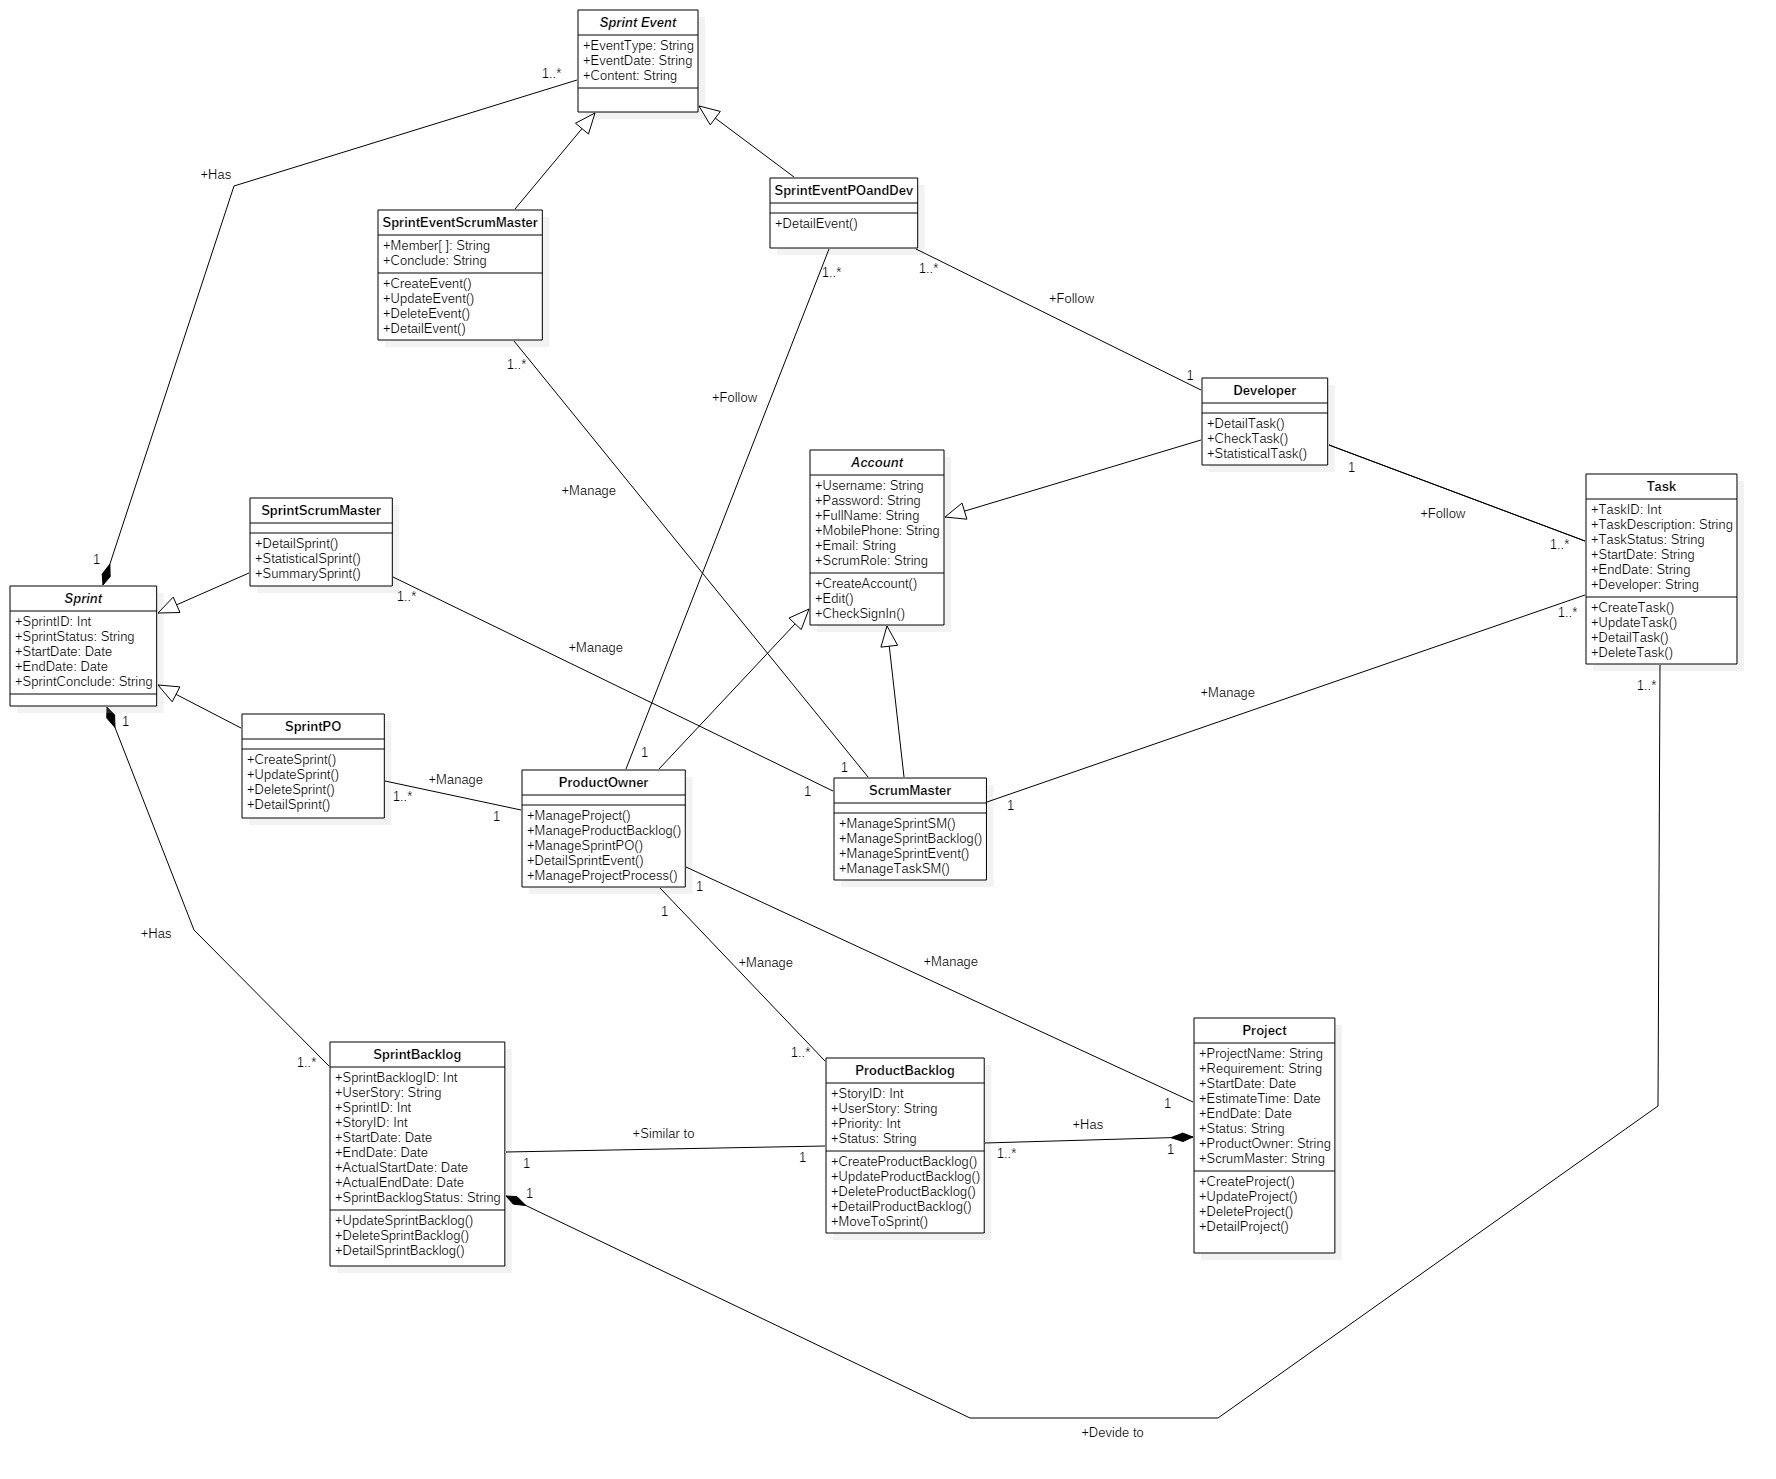 Sprint Event
+EventType: String
+EventDate: String
+Content: String
1..*
+Has
1
SprintEventPOandDev
+DetailEvent()
1..*
1..*
+Follow
1
+Follow
SprintEventScrumMaster
+Member[ ]: String
+Conclude: String
+CreateEvent()
+UpdateEvent()
+DeleteEvent()
+DetailEvent()
1..*
+Manage
Developer
+DetailTask()
+CheckTask()
+StatisticalTask()
1
+Follow
1..*
Account
+Username: String
+Password: String
+FullName: String
+MobilePhone: String
+Email: String
+ScrumRole: String
+CreateAccount()
+Edit()
+CheckSignIn()
Task
+TaskID: Int
+TaskDescription: String
+TaskStatus: String
+StartDate: String
+EndDate: String
+Developer: String
+CreateTask()
+UpdateTask()
+DetailTask()
+DeleteTask()
1..*
1..*
+Manage
1
SprintScrumMaster
+DetailSprint()
+StatisticalSprint()
+SummarySprint()
1..*
+Manage
1
Sprint
+SprintID: Int
+SprintStatus: String
+StartDate: Date
+EndDate: Date
+SprintConclude: String
1
SprintPO
+CreateSprint()
+UpdateSprint()
+DeleteSprint()
+DetailSprint()
+Manage
1..*
1
1
ProductOwner
+ManageProject()
+ManageProductBacklog()
+ManageSprintPO()
+DetailSprintEvent()
+ManageProjectProcess()
1
1
1
ScrumMaster
+ManageSprintSM()
+ManageSprintBacklog()
+ManageSprintEvent()
+ManageTaskSM()
+Has
1..*
+Manage
1..*
+Manage
1
SprintBacklog
+SprintBacklogID: Int
+UserStory: String
+SprintID: Int
+StoryID: Int
+StartDate: Date
+EndDate: Date
+ActualStartDate: Date
+ActualEndDate: Date
+SprintBacklogStatus: String
+UpdateSprintBacklog()
+DeleteSprintBacklog()
+DetailSprintBacklog()
+Similar to
1
1
1
ProductBacklog
+StoryID: Int
+UserStory: String
+Priority: Int
+Status: String
+CreateProductBacklog()
+UpdateProductBacklog()
+DeleteProductBacklog()
+DetailProductBacklog()
+MoveToSprint()
+Has
1..*
1
Project
+ProjectName: String
+Requirement: String
+StartDate: Date
+EstimateTime: Date
+EndDate: Date
+Status: String
+ProductOwner: String
+ScrumMaster: String
+CreateProject()
+UpdateProject()
+DeleteProject()
+DetailProject()
+Devide to